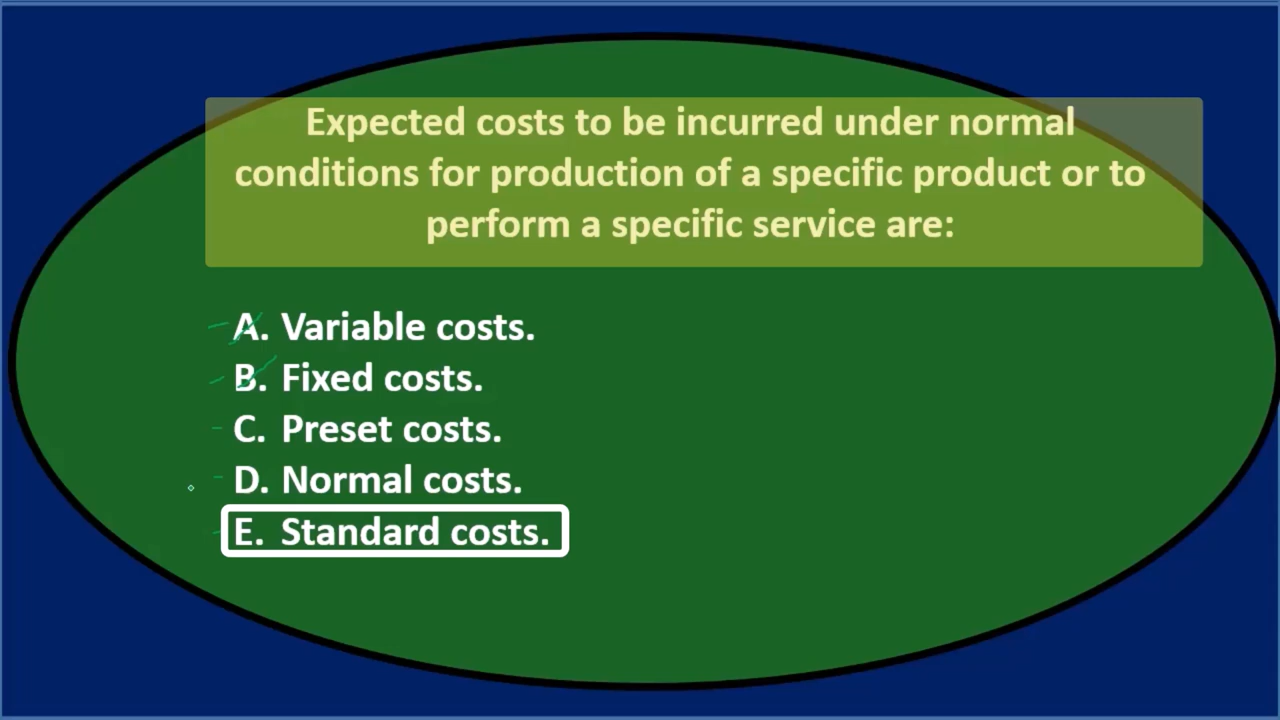 Expected costs to be incurred under normal
conditions for production of a specific product or to
perform a specific service are:
A. Variable costs.
B. Fixed costs.
C. Preset costs.
D. Normal costs.
E. Standard costs.